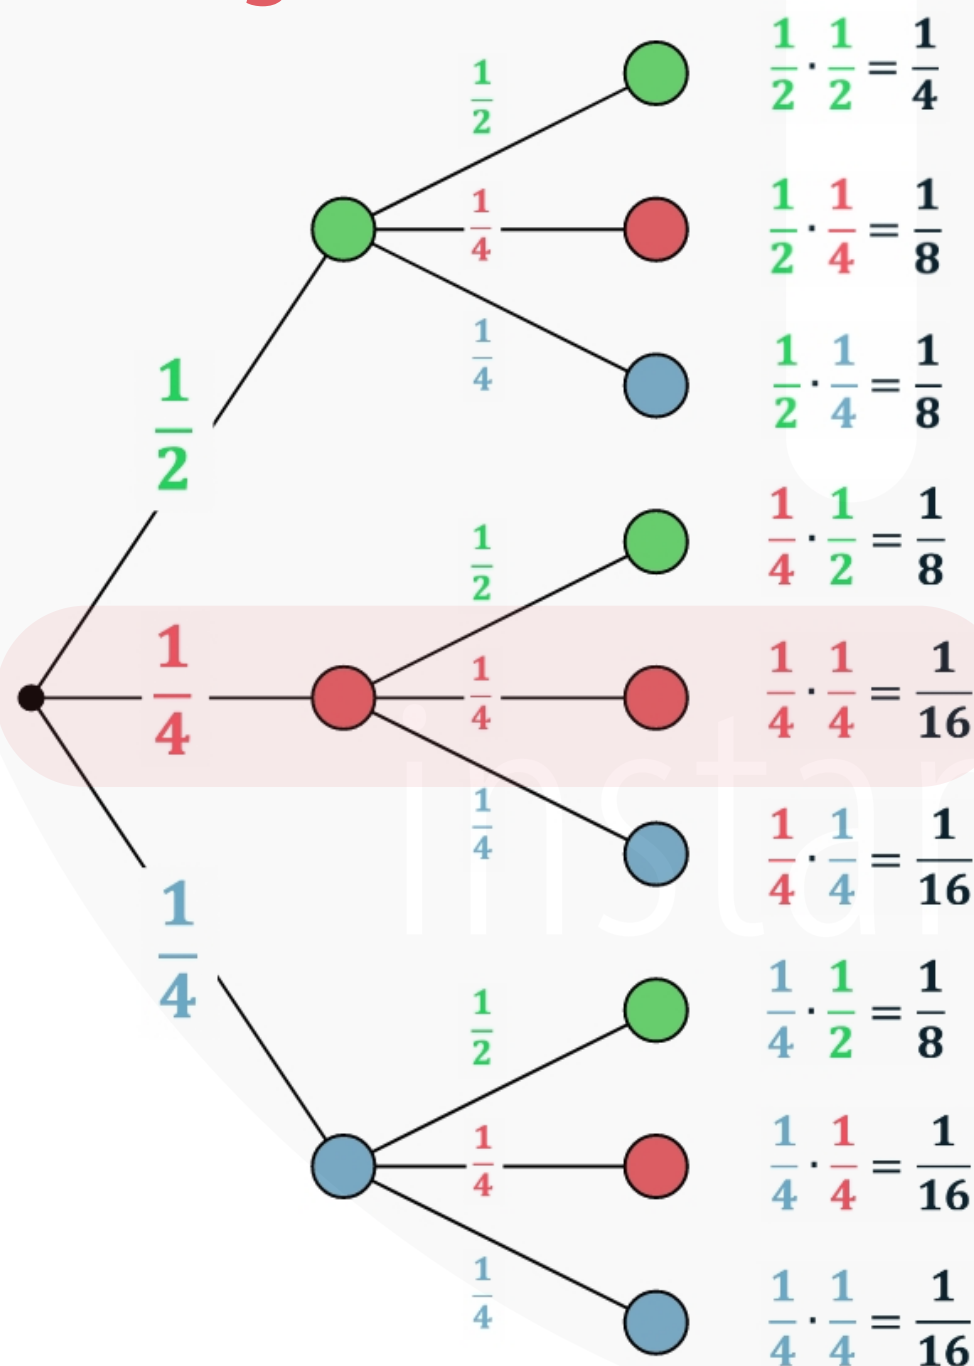 1/2
1/2 · 1/2 = 1/4
1/4
1/2 · 1/4 = 1/8
1/4
1/2 · 1/4 = 1/8
1/2
1/2
1/4 · 1/2 = 1/8
1/4
1/4
1/4 · 1/4 = 1/16
1/4
1/4 · 1/4 = 1/16
1/4
1/2
1/4 · 1/2 = 1/8
1/4
1/4 · 1/4 = 1/16
1/4
1/4 · 1/4 = 1/16